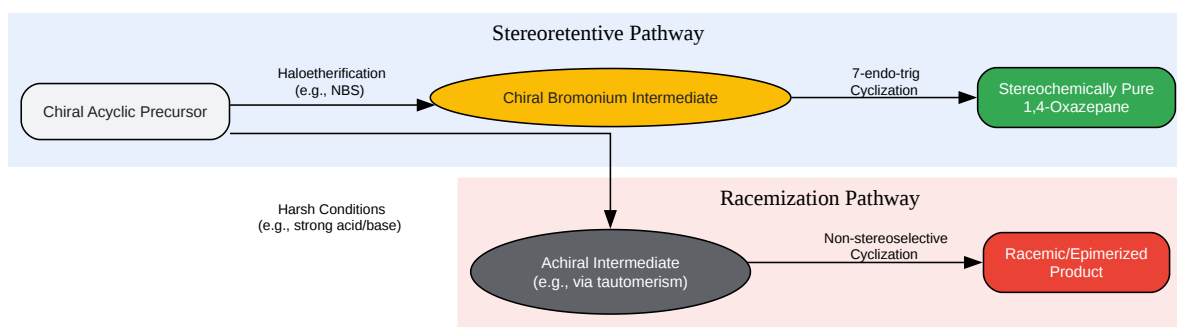 Stereoretentive Pathway
Haloetherification
(e.g., NBS)
7-endo-trig
Cyclization
Chiral Acyclic Precursor
Chiral Bromonium Intermediate
Stereochemically Pure
1,4-Oxazepane
Racemization Pathway
Harsh Conditions
(e.g., strong acid/base)
Non-stereoselective
Cyclization
Achiral Intermediate
(e.g., via tautomerism)
Racemic/Epimerized
Product